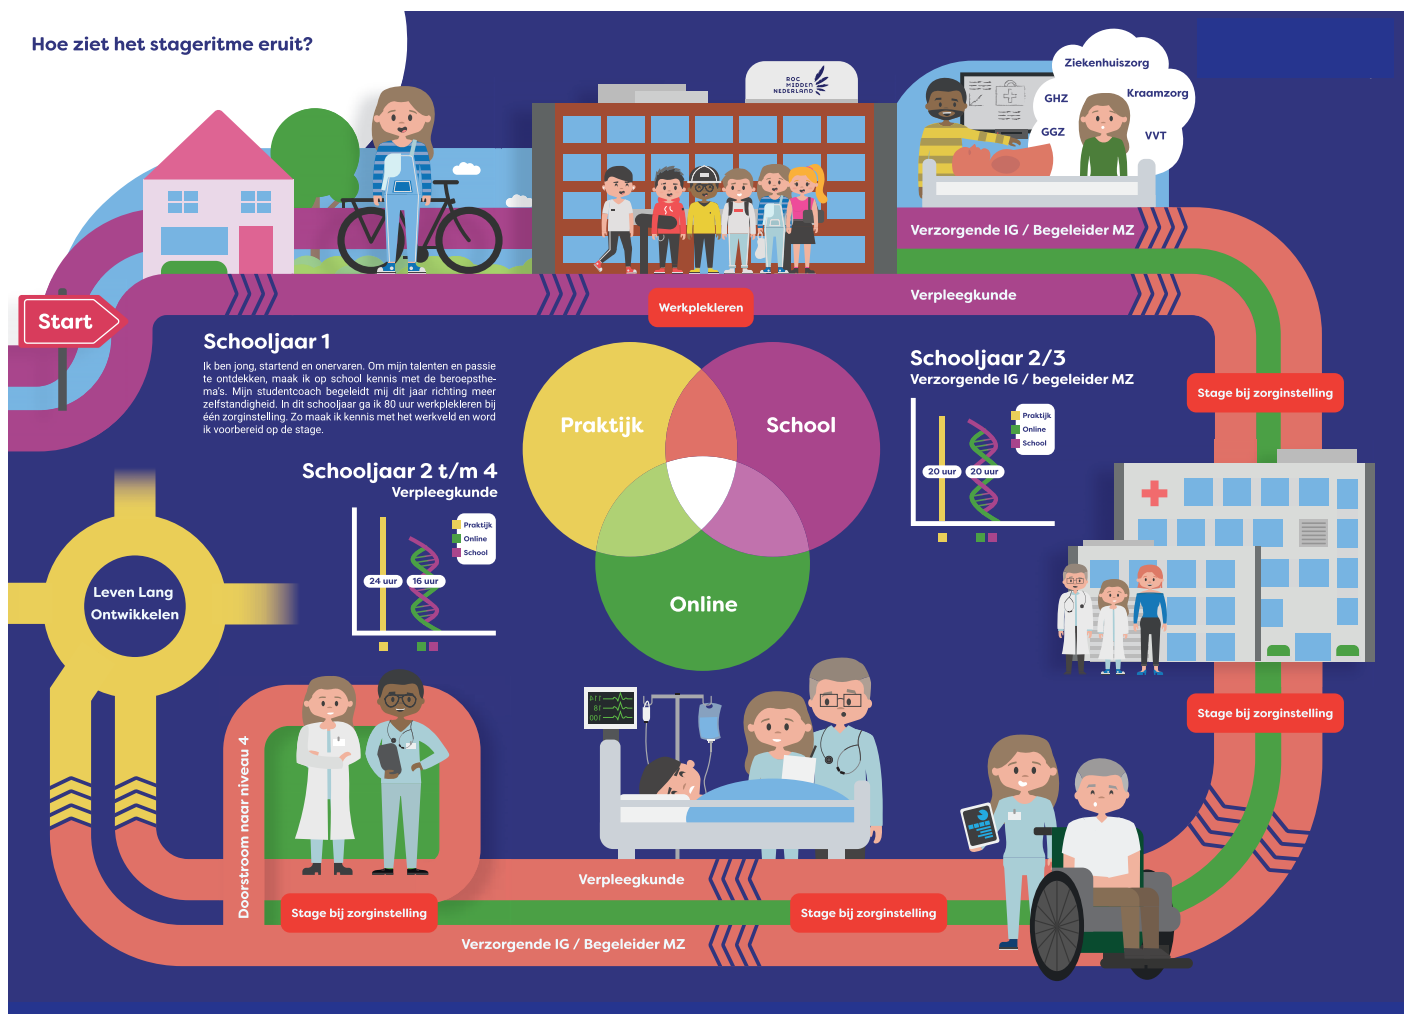 Hoe ziet het stageritme eruit?
ROC
MIDDEN
NEDERLAND
Ziekenhuiszorg
GHZ
Kraamzorg
GGZ
VVT
Verzorgende IG / Begeleider MZ
Verpleegkunde
Start
Werkplekleren
Schooljaar 1
Ik ben jong, startend en onervaren. Om mijn talenten en passie
te ontdekken, maak ik op school kennis met de beroepsthe-
ma's. Mijn studentcoach begeleidt mij dit jaar richting meer
zelfstandigheid. In dit schooljaar ga ik 80 uur werkplekleren bij
één zorginstelling. Zo maak ik kennis met het werkveld en word
ik voorbereid op de stage.
Praktijk
School
Online
Schooljaar 2/3
Verzorgende IG / begeleider MZ
Praktijk
Online
School
20 uur
20 uur
Stage bij zorginstelling
Schooljaar 2 t/m 4
Verpleegkunde
Praktijk
Online
School
24 uur
16 uur
Leven Lang
Ontwikkelen
Stage bij zorginstelling
Doorstroom naar niveau 4
Verpleegkunde
Stage bij zorginstelling
Stage bij zorginstelling
Verzorgende IG / Begeleider MZ